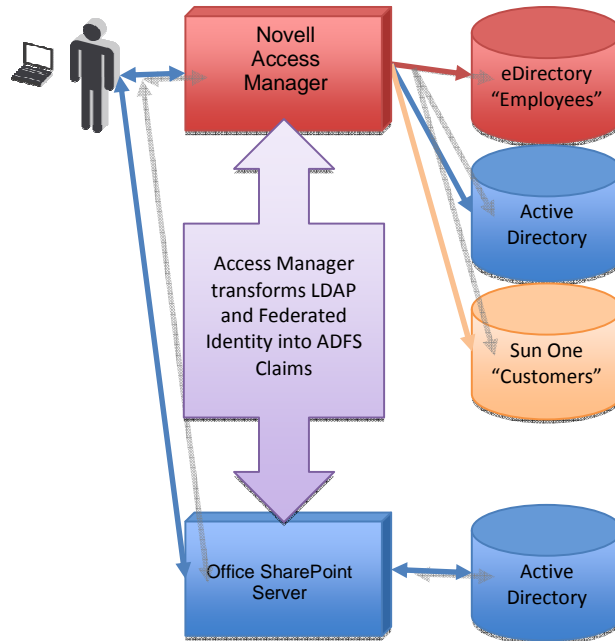 Novell
Access
Manager
eDirectory
“Employees”
Active
Directory
Access Manager
transforms LDAP
and Federated
Identity into ADFS
Claims
Sun One
“Customers”
Office SharePoint
Server
Active
Directory